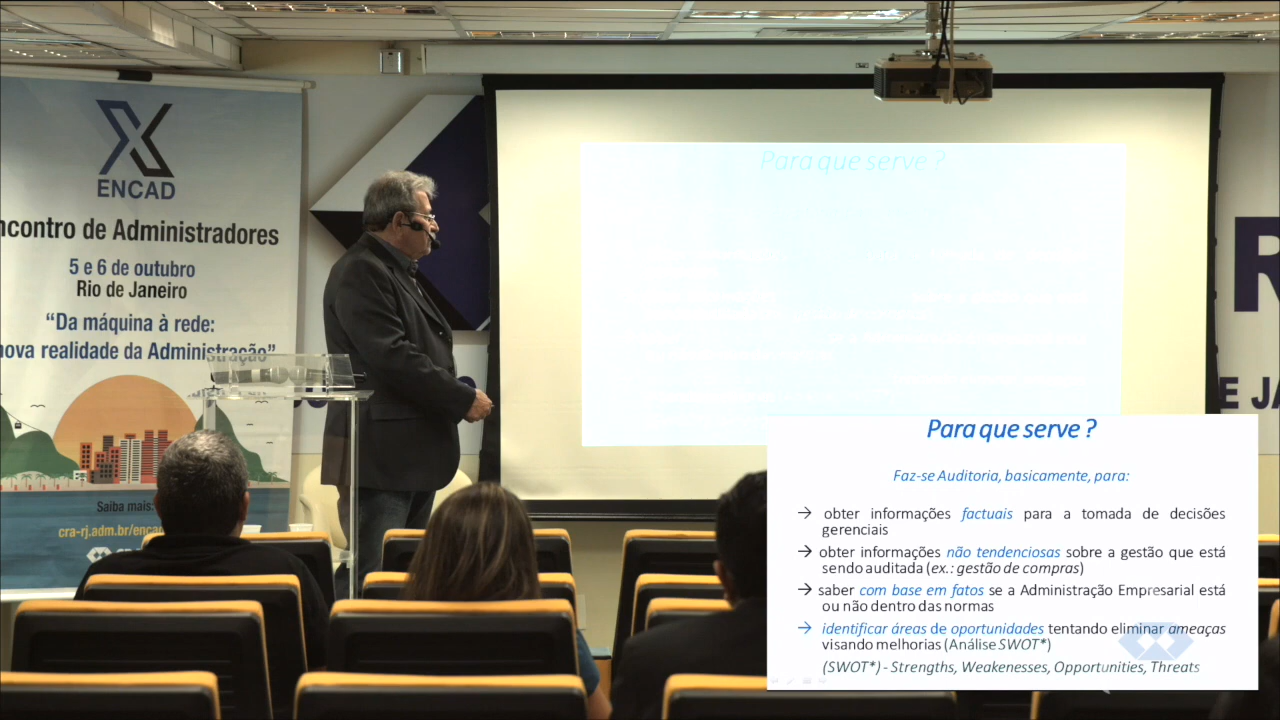 ENCAD
ncontro de Administradores
5 e 6 de outubro
Rio de Janeiro
“Da máquina à rede:
nova realidade da Administração”
Saiba mais:
cra-rj.adm.br/encad
Para que serve ?
R
E JA
Para que serve ?
Faz-se Auditoria, basicamente, para:
→ obter informações factuais para a tomada de decisões
gerenciais
→ obter informações não tendenciosas sobre a gestão que está
sendo auditada (ex.: gestão de compras)
→ saber com base em fatos se a Administração Empresarial está
ou não dentro das normas
→ identificar áreas de oportunidades tentando eliminar ameaças
visando melhorias (Análise SWOT*)
(SWOT*) - Strengths, Weakenesses, Opportunities, Threats